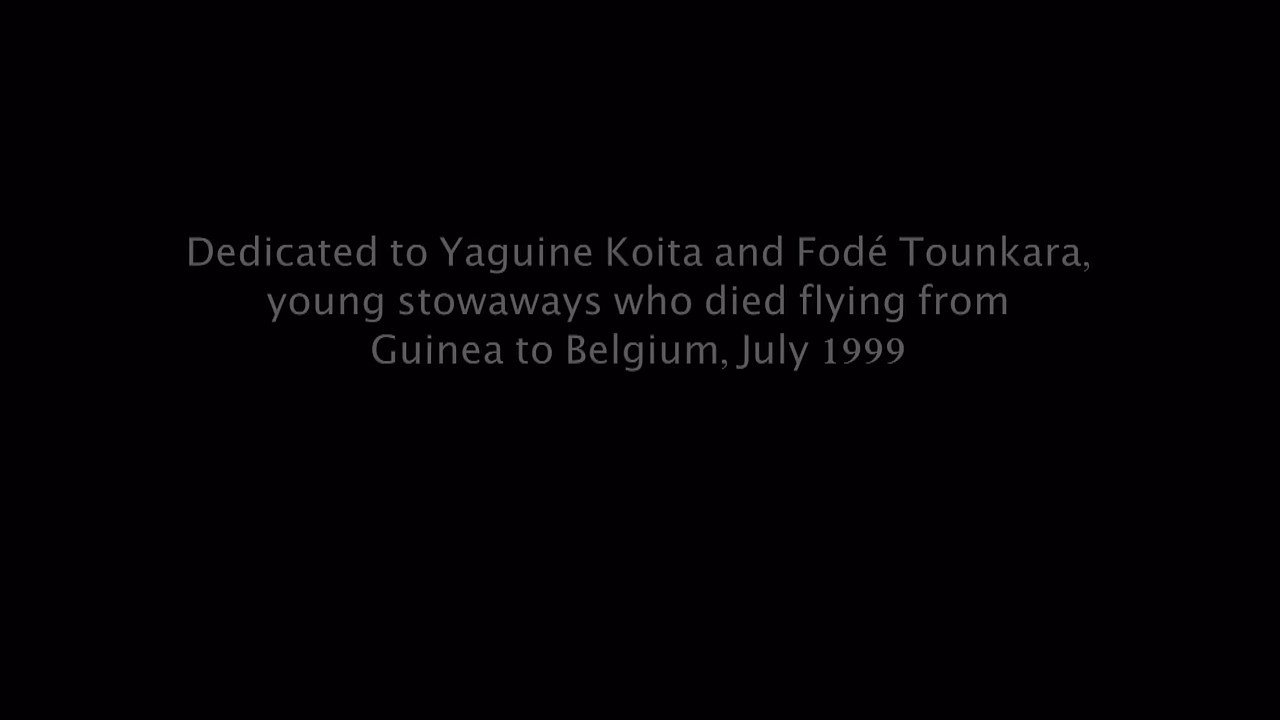 Dedicated to Yaguine Koita and Fodé Tounkara,
young stowaways who died flying from
Guinea to Belgium, July 1999